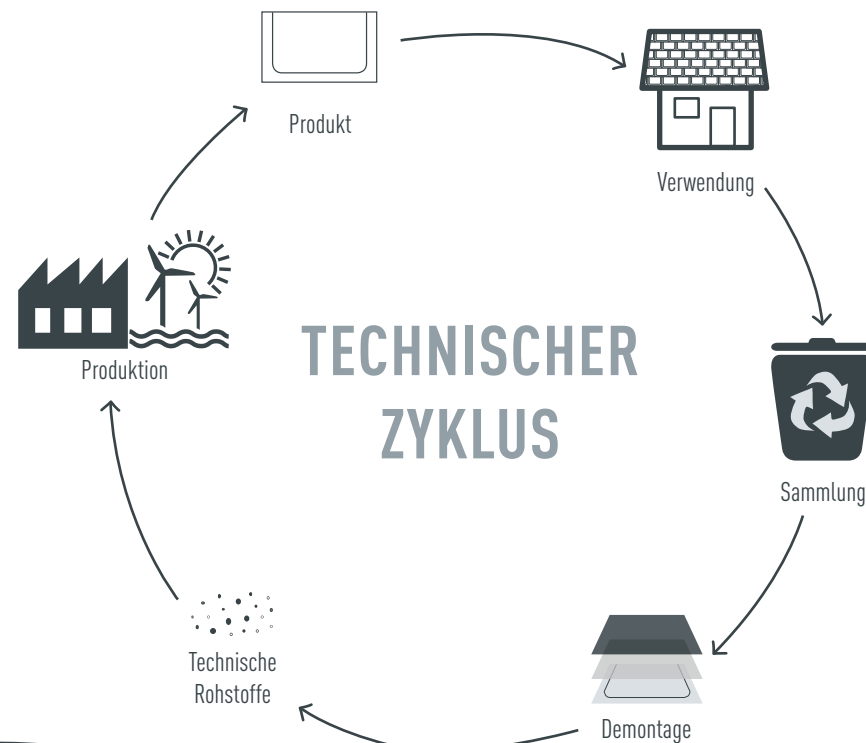 Produkt
Verwendung
Produktion
TECHNISCHER
ZYKLUS
Sammlung
Technische
Rohstoffe
Demontage